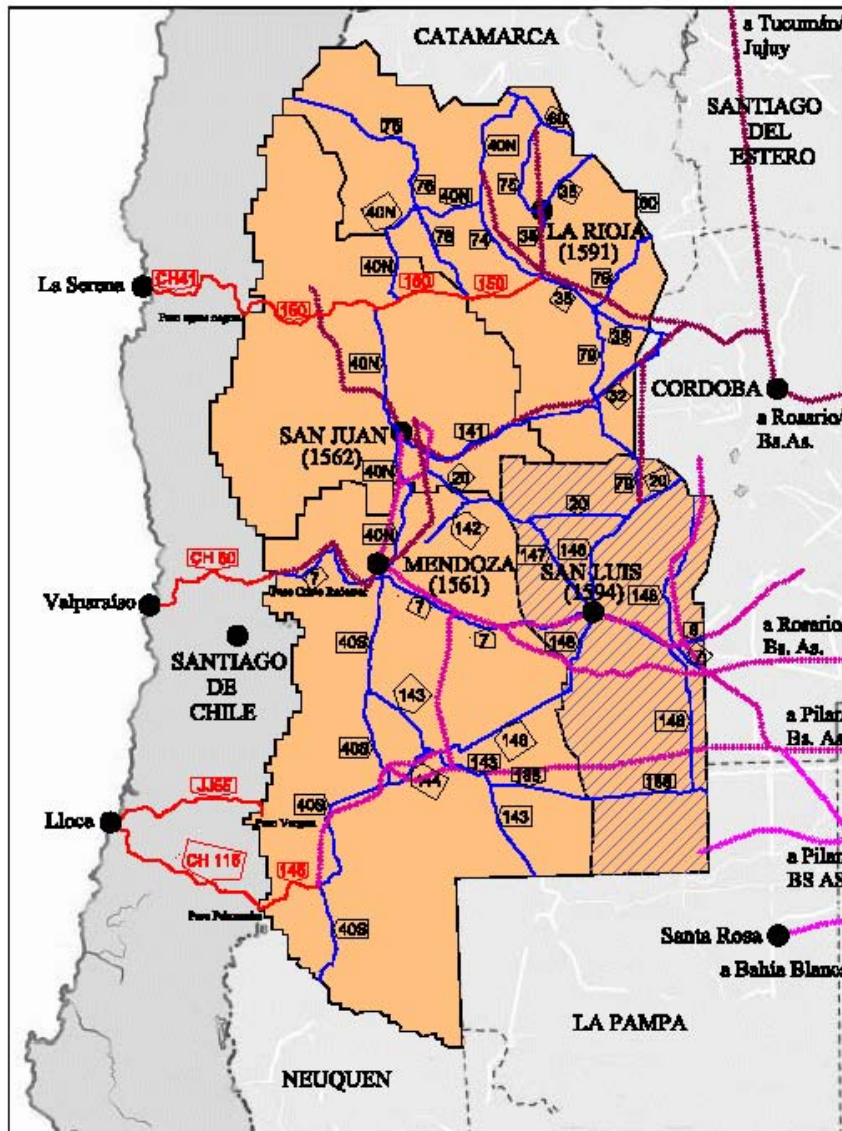 CATAMARCA
a Tucumán/
Jujuy
SANTIAGO
DEL
ESTERO
76
40N
60
76
40N
75
38
40N
60
LA RIOJA
(1591)
76
74
38
La Serena
CH41
40N
150
150
150
38
40N
79
38
CORDOBA
32
a Rosario/
Bs.As.
SAN JUAN
(1562)
141
40N
20
79
20
20
40N
142
147
146
CH 60
7
MENDOZA
(1561)
SAN LUIS
(1594)
148
Valparaíso
7
7
146
8
a Rosario/
Bs. As.
SANTIAGO
DE
CHILE
40S
143
148
a Pilar
Bs. As
40S
143
144
188
188
JJ55
Lloca
40S
143
CH 115
145
a Pilar
BS AS
40S
Santa Rosa
a Bahía Blanc
LA PAMPA
NEUQUEN